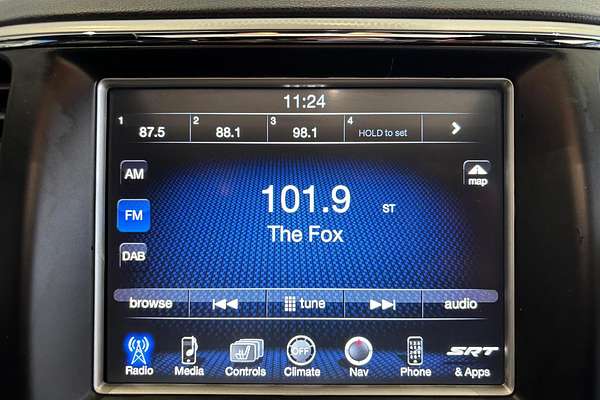 11:24
1 87.5 2 88.1 3 98.1 4 HOLD to set
AM
map
101.9 ST
FM
The Fox
DAB
browse tune audio
OFF
Radio Media Controls Climate Nav Phone SRT & Apps